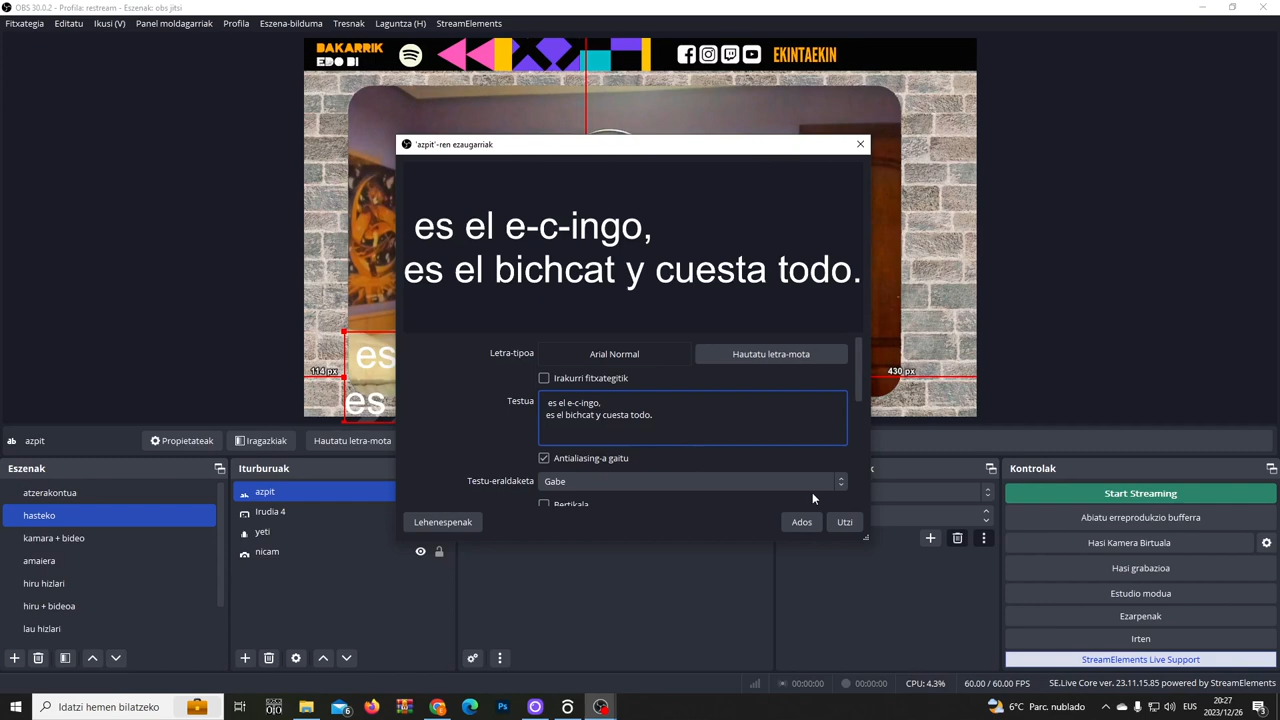 OBS 30.0.2 - Profila: restream - Eszenak: obs jitsi
Fitxategia Editatu Ikusi (V) Panel moldagarriak Profila Eszena-bilduma Tresnak Laguntza (H) StreamElements
BAKARRIK
EDO BI
EKINTAEKIN
'azpit'-ren ezaugarriak
es el e-c-ingo,
es el bichcat y cuesta todo.
Letra-tipoa Arial Normal Hautatu letra-mota
Irakurri fitxategitik
Testua
es el e-c-ingo,
es el bichcat y cuesta todo.
Antialiasing-a gaitu
Testu-eraldaketa Gabe
Bertikala
Lehenespenak Ados Utzi
es
es
114 px
430 px
azpit Propietateak Iragazkiak Hautatu letra-mota
Eszenak
atzerakontua
hasteko
kamara + bideo
amaiera
hiru hizlari
hiru + bideoa
lau hizlari
Iturburuak
azpit
Irudia 4
yeti
nicam
Kontrolak
Start Streaming
Abiatu erreprodukzio bufferra
Hasi Kamera Birtuala
Hasi grabazioa
Estudio modua
Ezarpenak
Irten
StreamElements Live Support
00:00:00 00:00:00 CPU: 4.3% 60.00 / 60.00 FPS SE.Live Core ver. 23.11.15.85 powered by StreamElements
Idatzi hemen bilatzeko
6°C Parc. nublado
EUS
20:27
2023/12/26